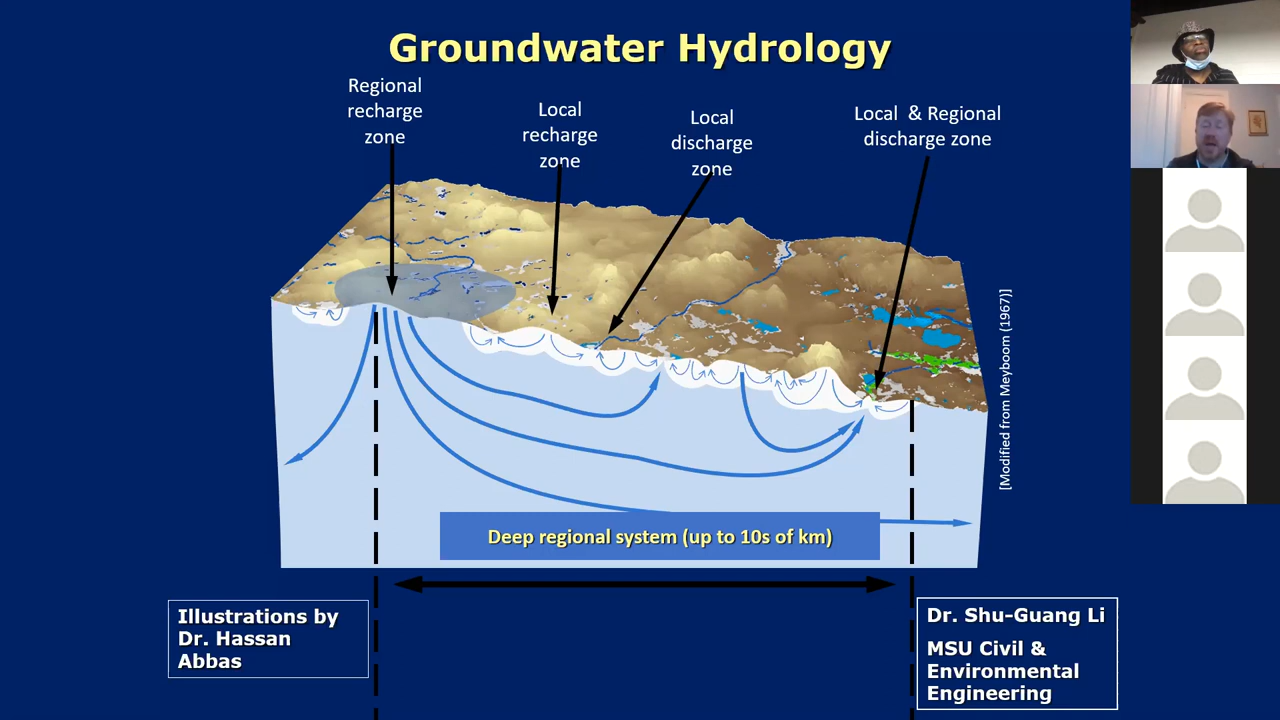 Groundwater Hydrology
Regional
recharge
zone
Local
recharge
zone
Local
discharge
zone
Local & Regional
discharge zone
[Modified from Meyboom (1967)]
Deep regional system (up to 10s of km)
Illustrations by
Dr. Hassan
Abbas
Dr. Shu-Guang Li
MSU Civil &
Environmental
Engineering